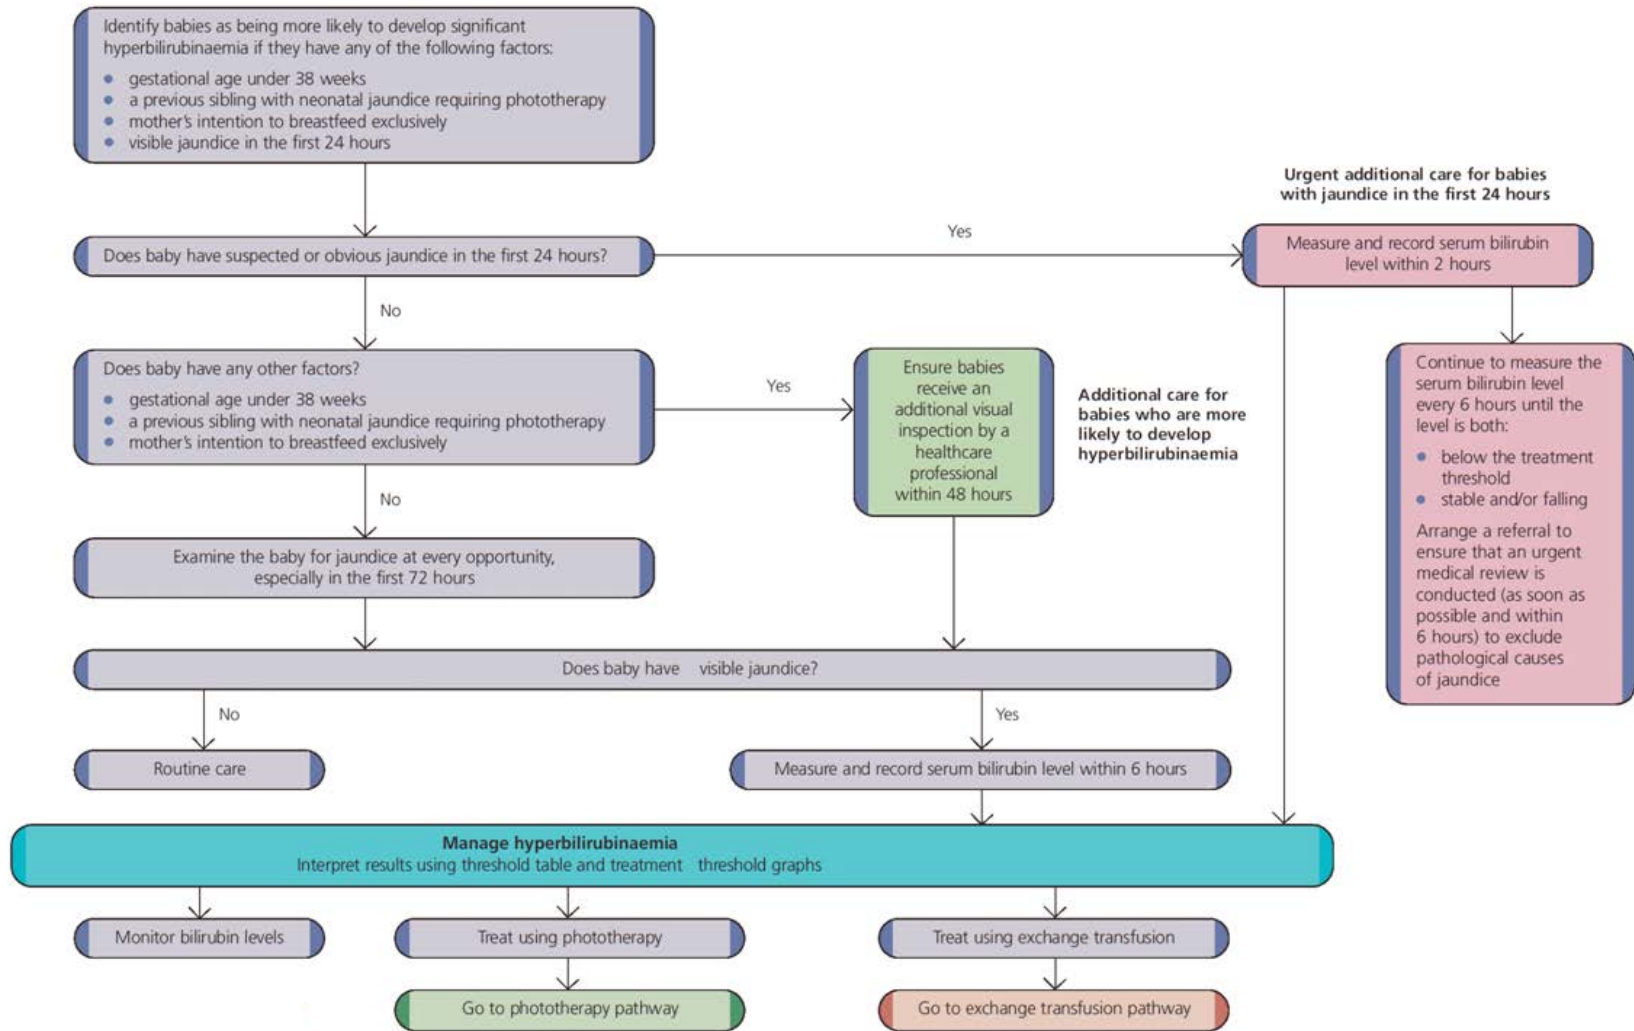 Identify babies as being more likely to develop significant
hyperbilirubinaemia if they have any of the following factors:
• gestational age under 38 weeks
• a previous sibling with neonatal jaundice requiring phototherapy
• mother's intention to breastfeed exclusively
• visible jaundice in the first 24 hours
Urgent additional care for babies
with jaundice in the first 24 hours
Does baby have suspected or obvious jaundice in the first 24 hours?
Yes
Measure and record serum bilirubin
level within 2 hours
No
Does baby have any other factors?
• gestational age under 38 weeks
• a previous sibling with neonatal jaundice requiring phototherapy
• mother's intention to breastfeed exclusively
Yes
Ensure babies
receive an
additional visual
inspection by a
healthcare
professional
within 48 hours
Additional care for
babies who are more
likely to develop
hyperbilirubinaemia
Continue to measure the
serum bilirubin level
every 6 hours until the
level is both:
• below the treatment
threshold
• stable and/or falling
Arrange a referral to
ensure that an urgent
medical review is
conducted (as soon as
possible and within
6 hours) to exclude
pathological causes
of jaundice
No
Examine the baby for jaundice at every opportunity,
especially in the first 72 hours
Does baby have visible jaundice?
No
Yes
Routine care
Measure and record serum bilirubin level within 6 hours
Manage hyperbilirubinaemia
Interpret results using threshold table and treatment threshold graphs
Monitor bilirubin levels
Treat using phototherapy
Treat using exchange transfusion
Go to phototherapy pathway
Go to exchange transfusion pathway